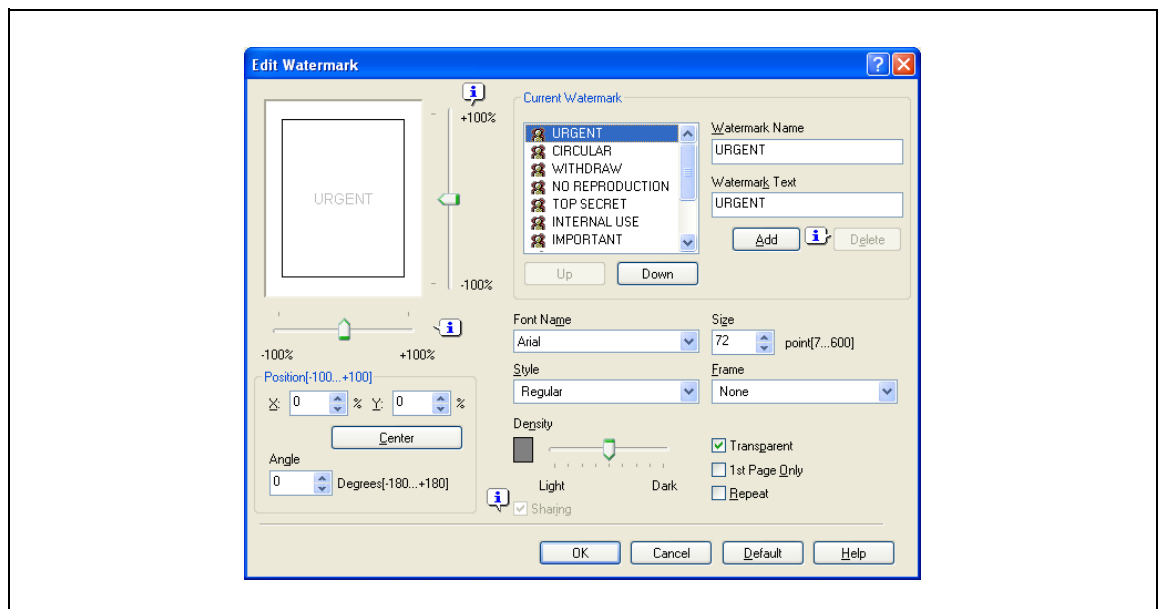 Edit Watermark
+100%
URGENT
-100%
-100%
+100%
Position[-100...+100]
X: 0 % Y: 0 %
Center
Angle
0 Degrees[-180...+180]
Current Watermark
URGENT
CIRCULAR
WITHDRAW
NO REPRODUCTION
TOP SECRET
INTERNAL USE
IMPORTANT
Up Down
Watermark Name
URGENT
Watermark Text
URGENT
Add Delete
Font Name
Arial
Size
72 point[7...600]
Style
Regular
Frame
None
Density
Light Dark
Sharing
Transparent
1st Page Only
Repeat
OK Cancel Default Help